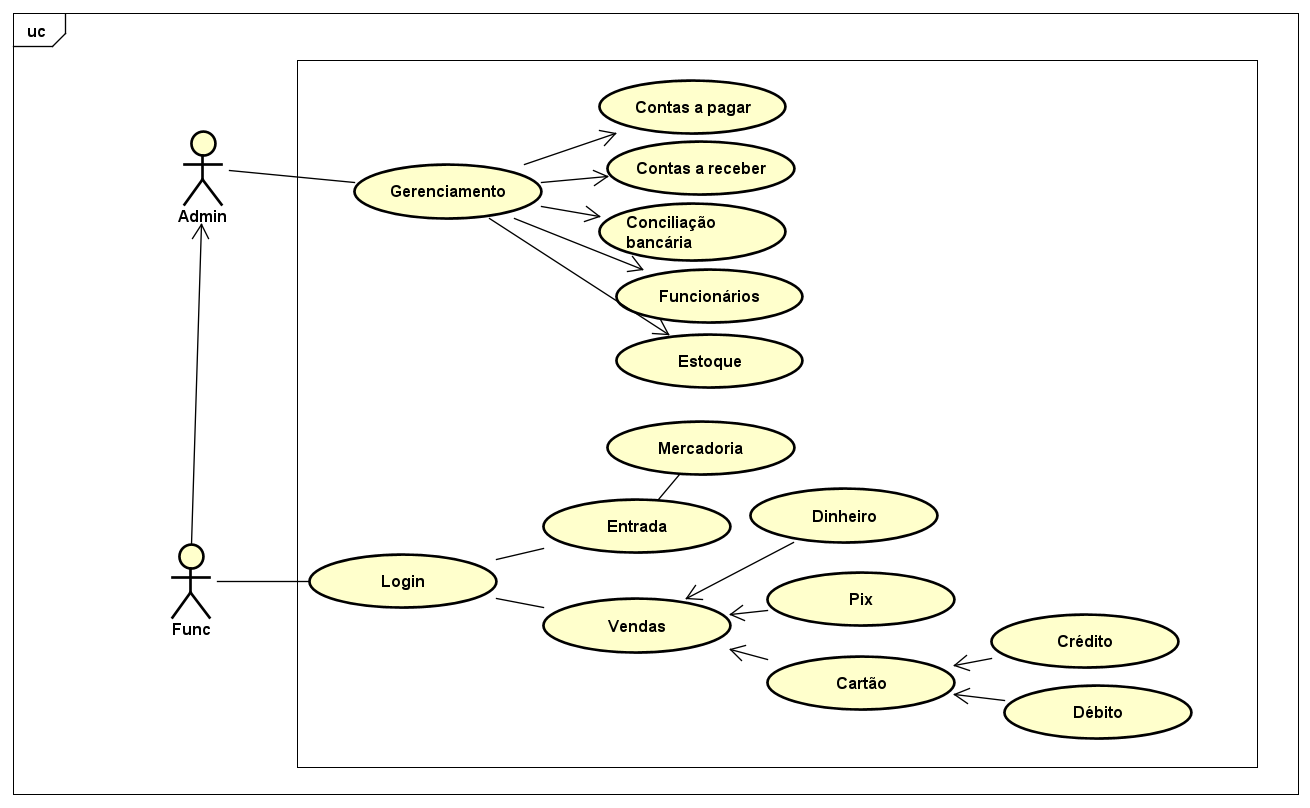 uc
Contas a pagar
Contas a receber
Gerenciamento
Admin
Conciliação
bancária
Funcionários
Estoque
Mercadoria
Dinheiro
Entrada
Login
Pix
Func
Vendas
Crédito
Cartão
Débito